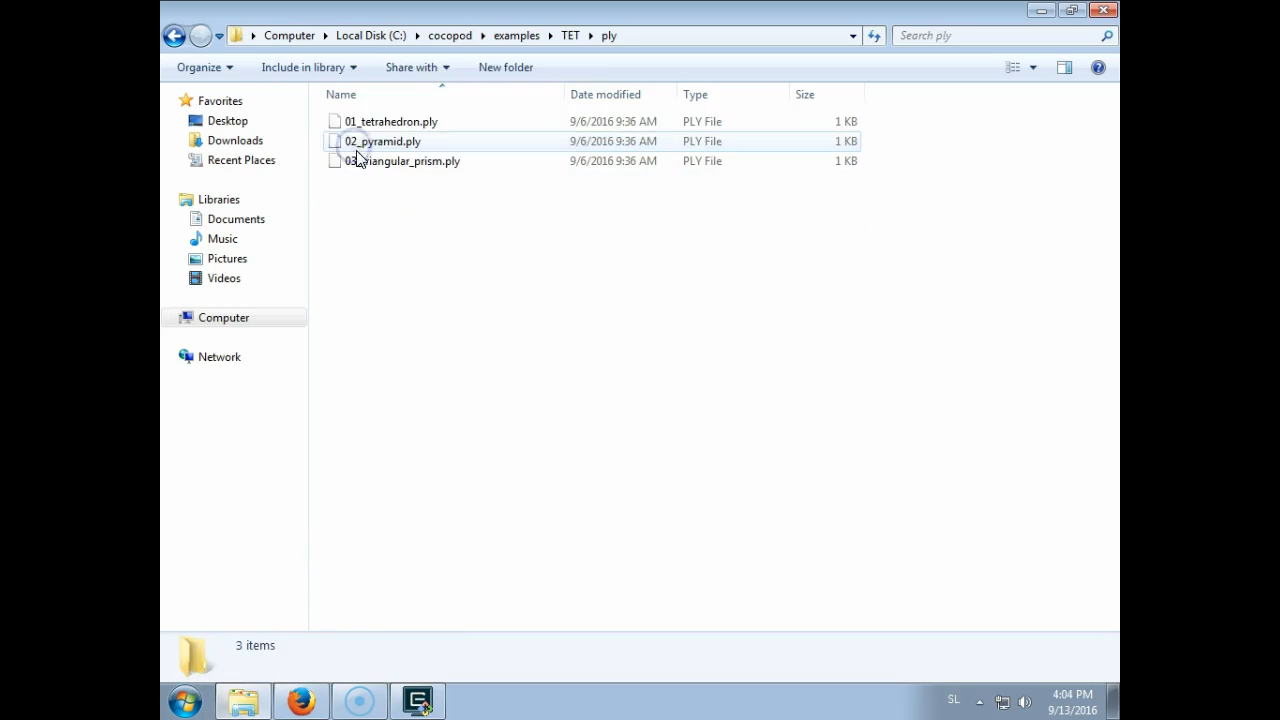 Computer Local Disk (C:) cocopod examples TET ply
Search ply
Organize Include in library Share with New folder
Name Date modified Type Size
Favorites
Desktop
Downloads
Recent Places
Libraries
Documents
Music
Pictures
Videos
Computer
Network
01_tetrahedron.ply 9/6/2016 9:36 AM PLY File 1 KB
02_pyramid.ply 9/6/2016 9:36 AM PLY File 1 KB
9/6/2016 9:36 AM PLY File 1 KB
3 items
SL
4:04 PM
9/13/2016